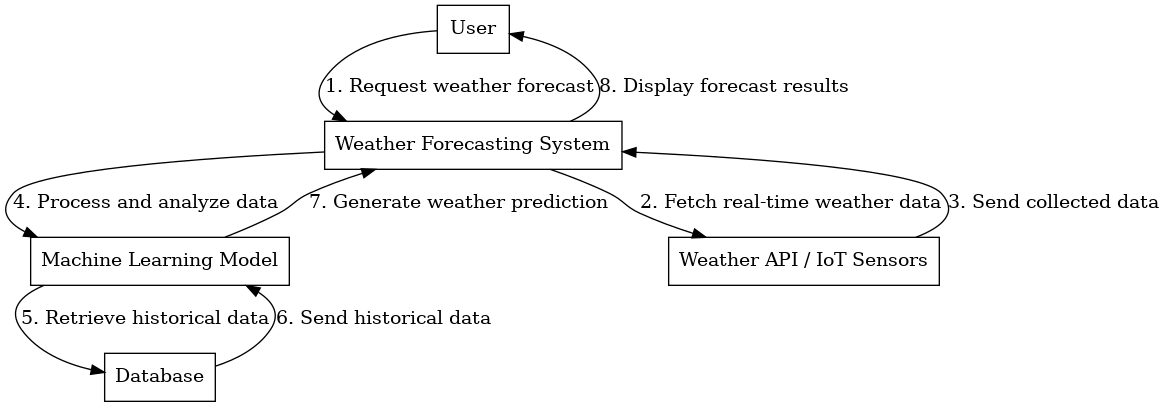 User
1. Request weather forecast
8. Display forecast results
Weather Forecasting System
4. Process and analyze data
7. Generate weather prediction
2. Fetch real-time weather data
3. Send collected data
Machine Learning Model
Weather API / IoT Sensors
5. Retrieve historical data
6. Send historical data
Database